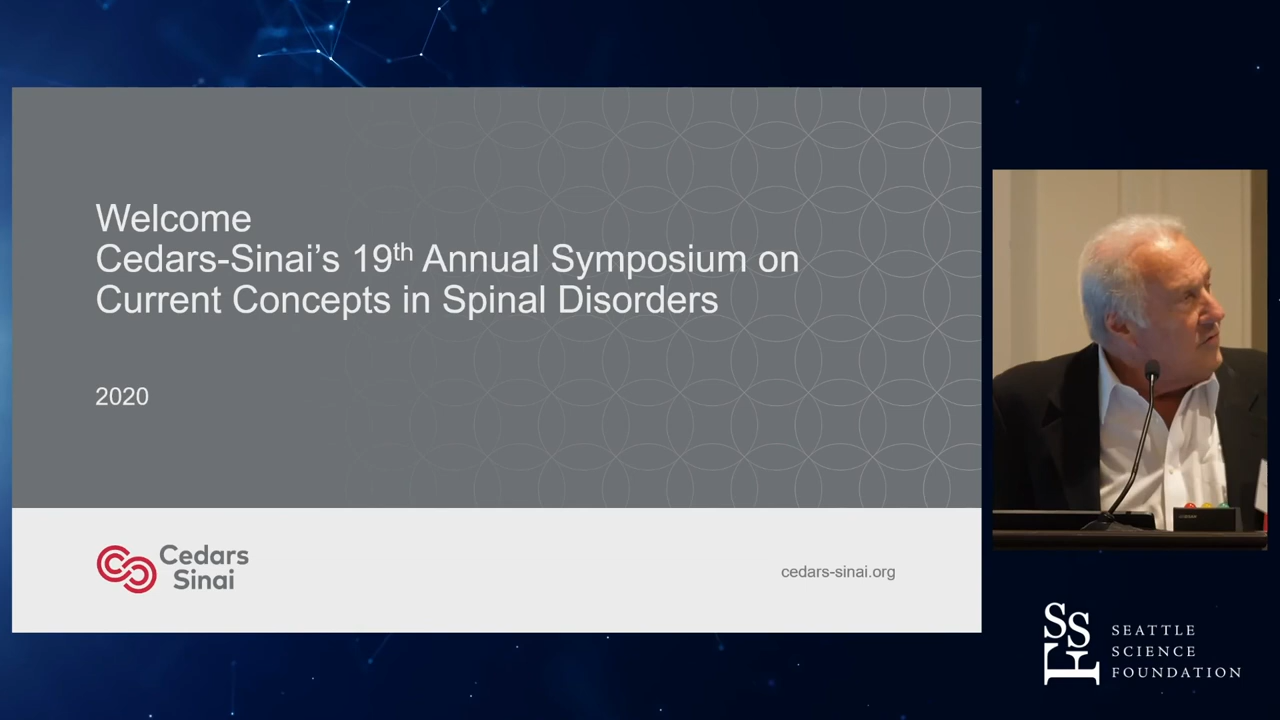 Welcome
Cedars-Sinai’s 19th Annual Symposium on
Current Concepts in Spinal Disorders
2020
Cedars
Sinai
cedars-sinai.org
SSF
SEATTLE
SCIENCE
FOUNDATION